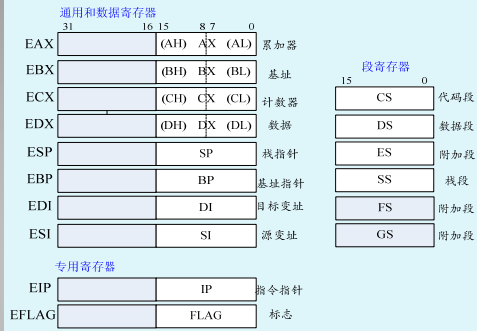 通用和数据寄存器
31 16 15 8 7 0
EAX (AH) AX (AL) 累加器
EBX (BH) BX (BL) 基址
ECX (CH) CX (CL) 计数器
EDX (DH) DX (DL) 数据
ESP SP 栈指针
EBP BP 基址指针
EDI DI 目标变址
ESI SI 源变址
专用寄存器
EIP IP 指令指针
EFLAG FLAG 标志
段寄存器
15 0
CS 代码段
DS 数据段
ES 附加段
SS 栈段
FS 附加段
GS 附加段